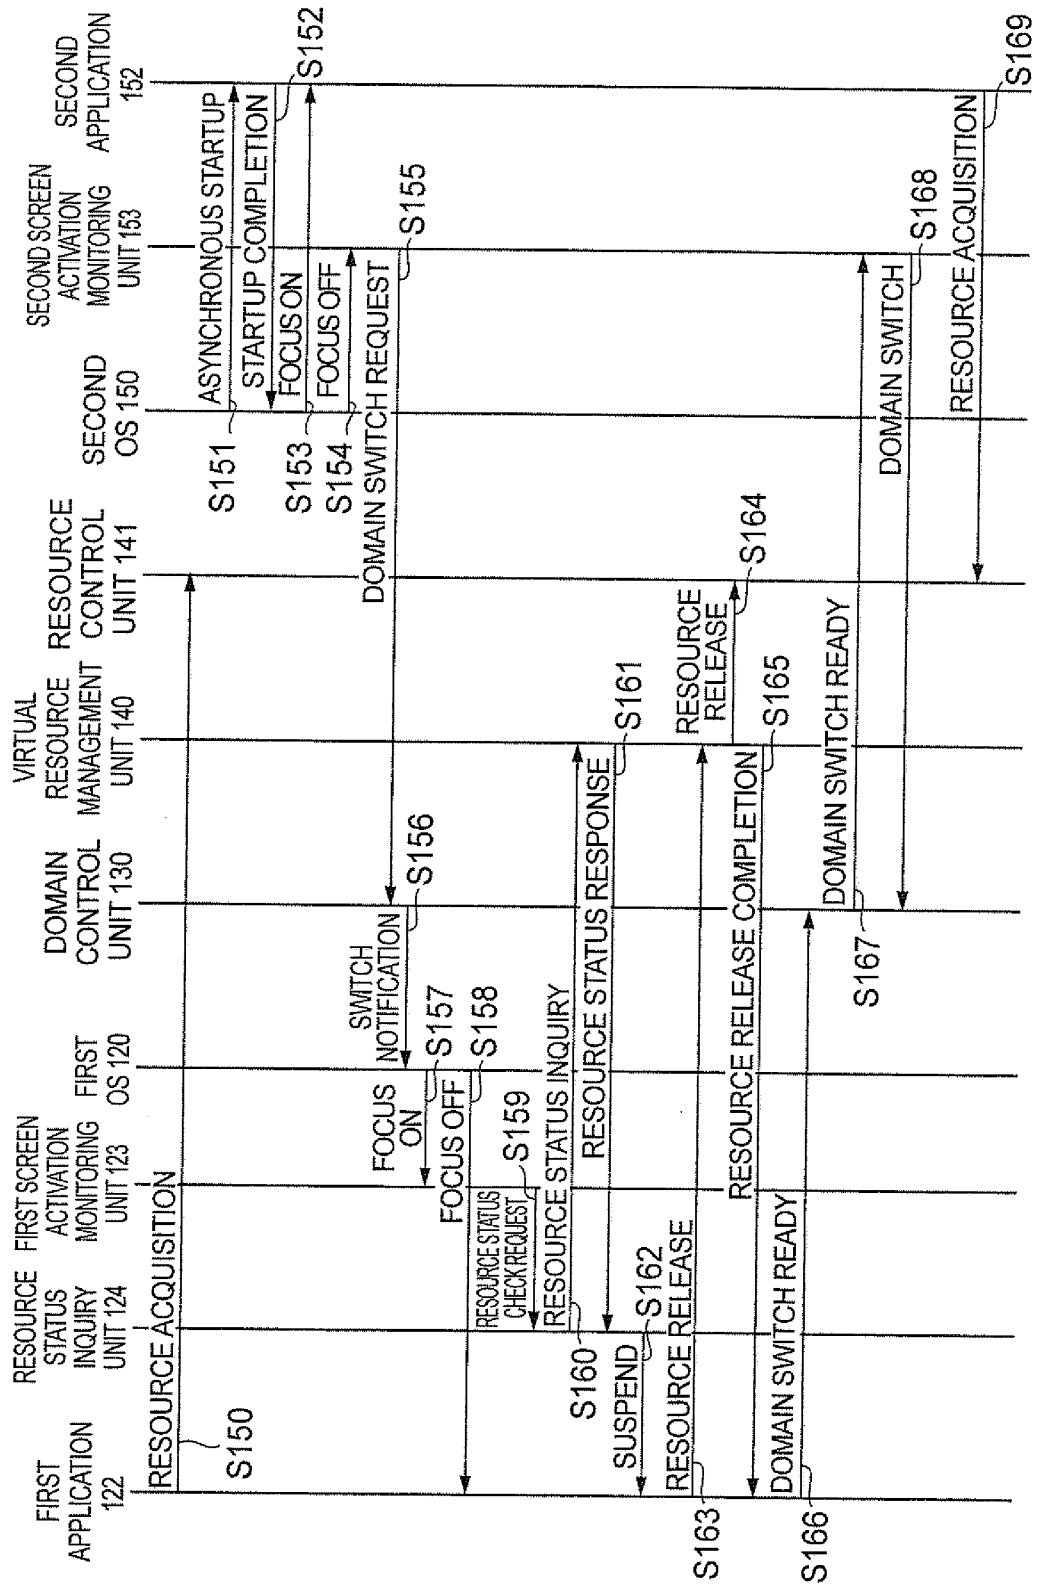 FIRST
APPLICATION
122
RESOURCE
STATUS
INQUIRY
UNIT 124
FIRST SCREEN
ACTIVATION
MONITORING
UNIT 123
FIRST
OS 120
DOMAIN
CONTROL
UNIT 130
VIRTUAL
RESOURCE
MANAGEMENT
UNIT 140
RESOURCE
CONTROL
UNIT 141
SECOND
OS 150
SECOND SCREEN
ACTIVATION
MONITORING
UNIT 153
SECOND
APPLICATION
152
RESOURCE ACQUISITION
S150
ASYNCHRONOUS STARTUP
S151
STARTUP COMPLETION
S152
FOCUS ON
S153
FOCUS OFF
S154
DOMAIN SWITCH REQUEST
S155
SWITCH
NOTIFICATION
S156
FOCUS
ON
S157
FOCUS OFF
S158
RESOURCE STATUS
CHECK REQUEST
S159
RESOURCE STATUS INQUIRY
S160
RESOURCE STATUS RESPONSE
S161
SUSPEND
S162
RESOURCE RELEASE
S163
RESOURCE
RELEASE
S164
RESOURCE RELEASE COMPLETION
S165
DOMAIN SWITCH READY
S166
DOMAIN SWITCH READY
S167
DOMAIN SWITCH
S168
RESOURCE ACQUISITION
S169